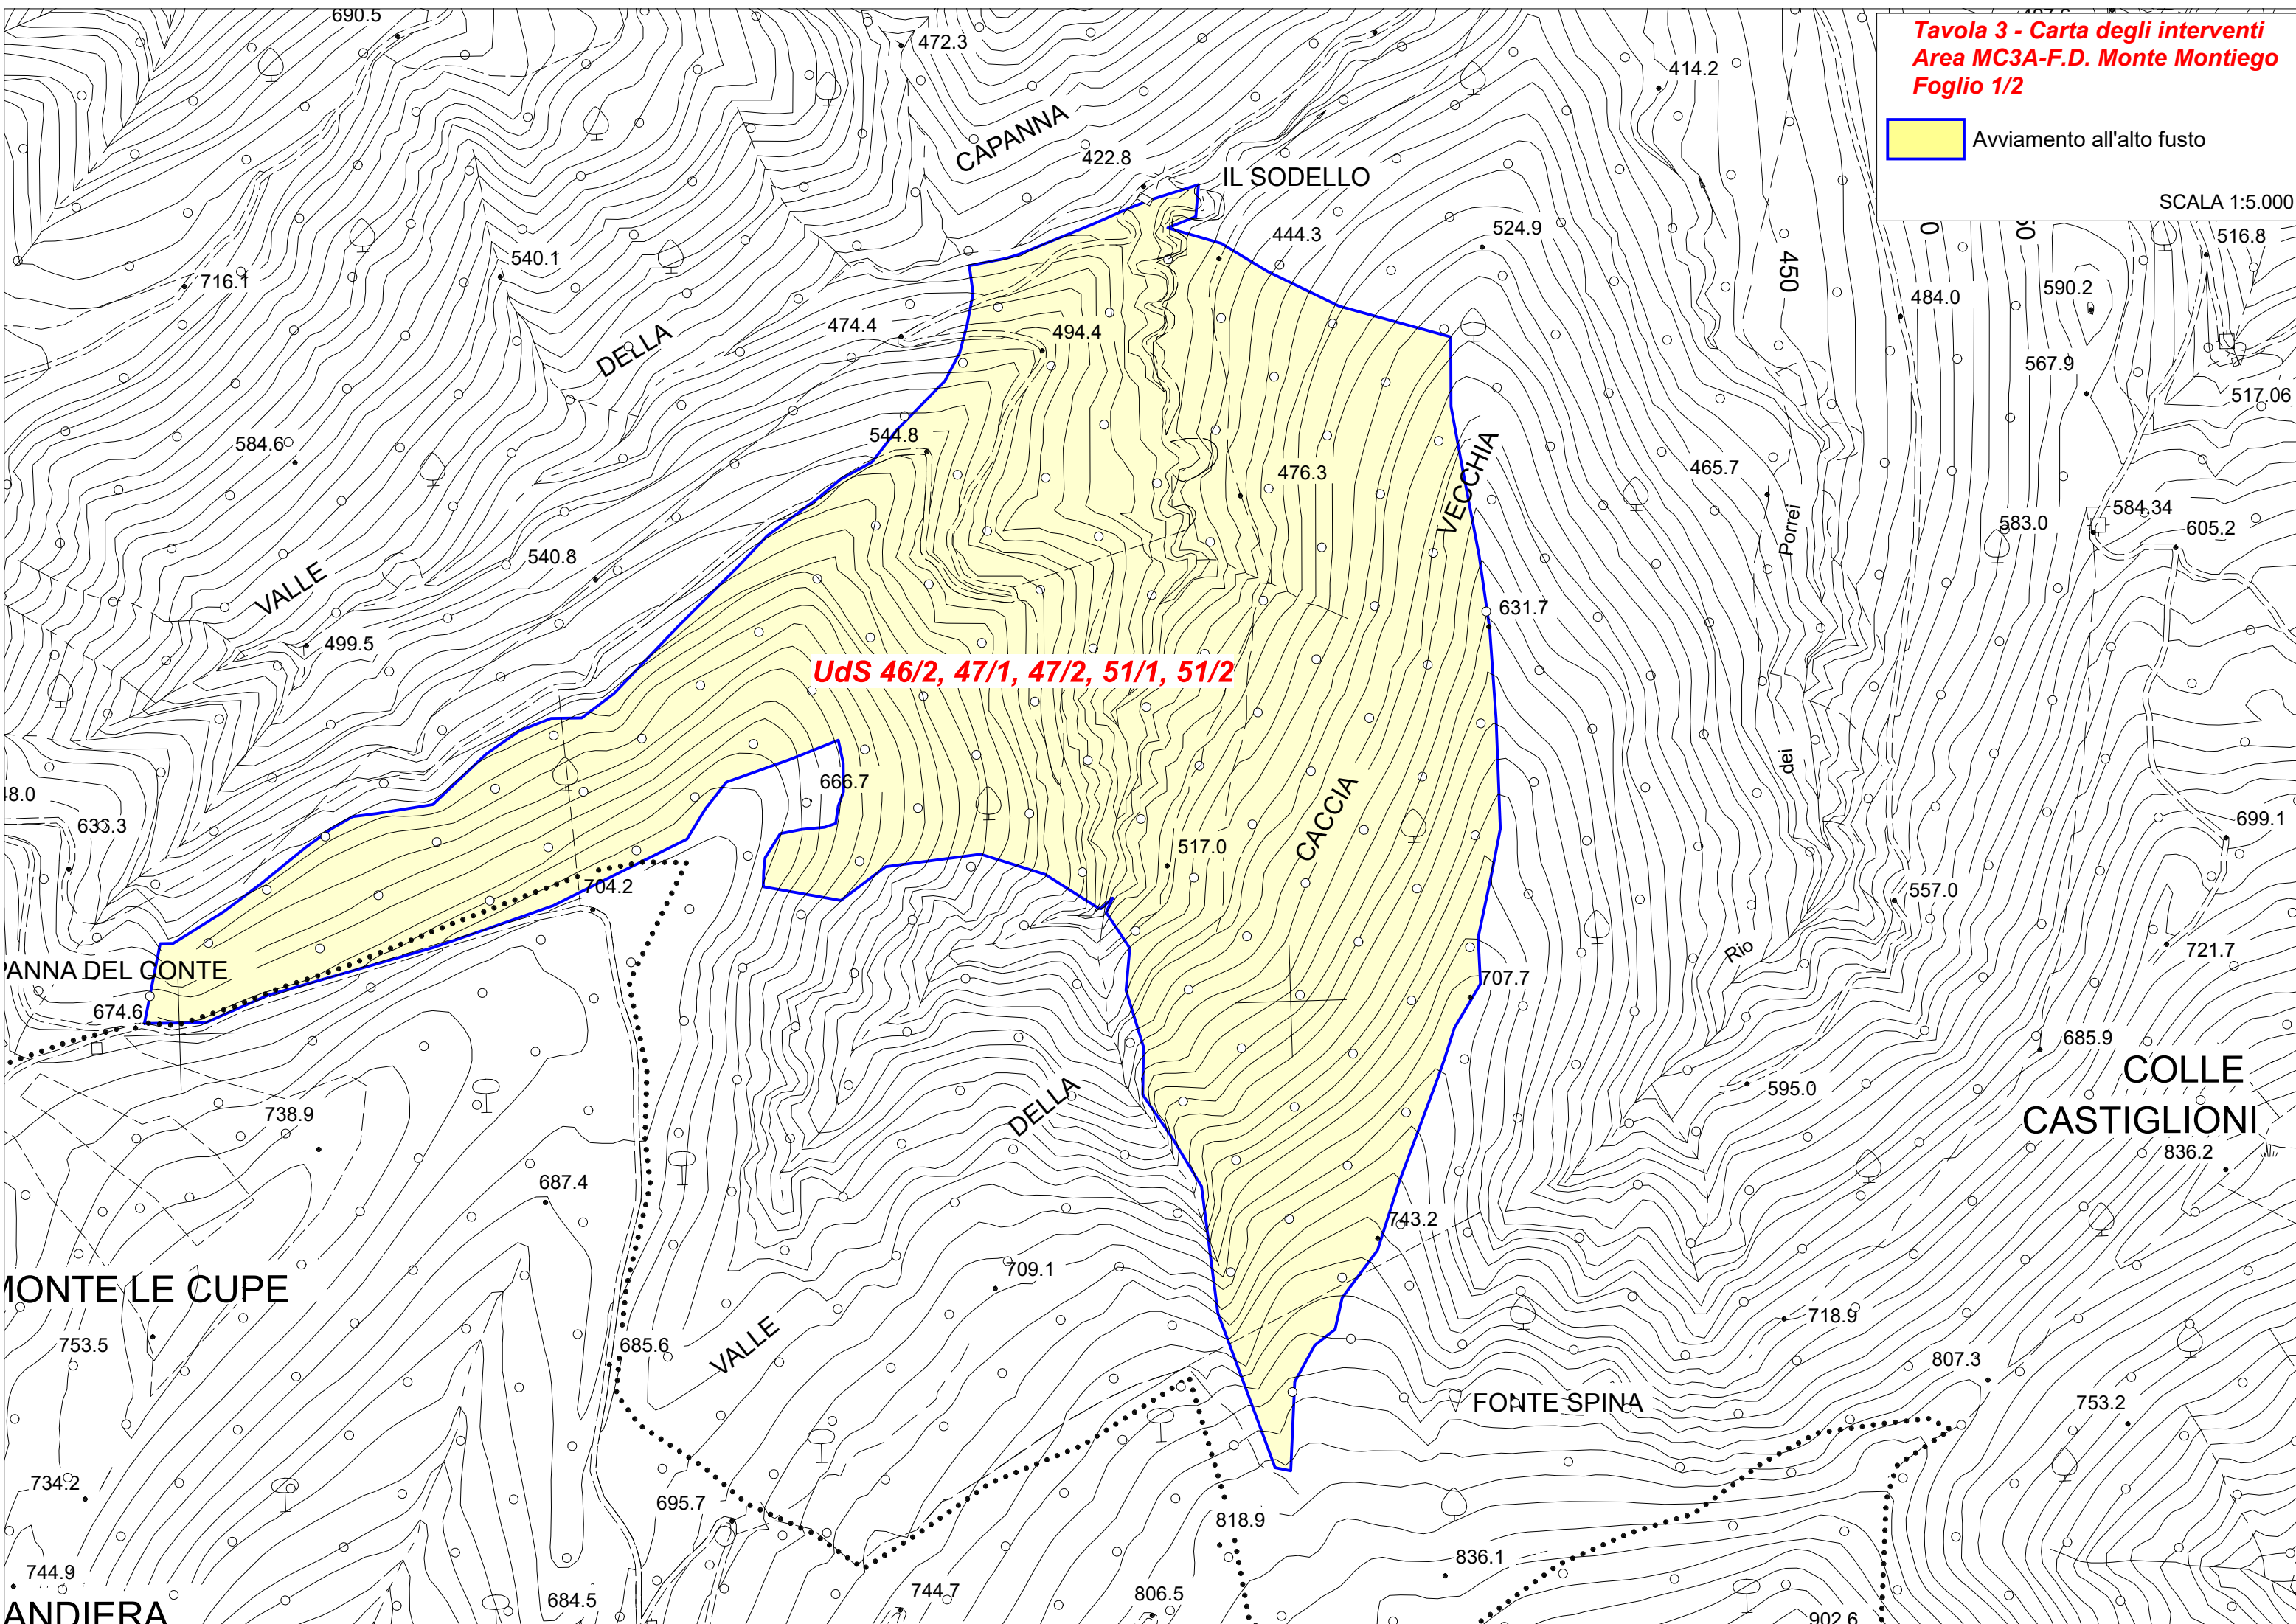 Tavola 3 - Carta degli interventi
Area MC3A-F.D. Monte Montiego
Foglio 1/2
Avviamento all'alto fusto
SCALA 1:5.000
690.5
472.3
414.2
CAPANNA
422.8
IL SODELLO
444.3
524.9
516.8
540.1
716.1
450
484.0
590.2
DELLA
474.4
494.4
567.9
517.06
584.6
544.8
476.3
VECCHIA
465.7
Porrei
583.0
584.34
605.2
540.8
VALLE
499.5
631.7
UdS 46/2, 47/1, 47/2, 51/1, 51/2
dei
48.0
666.7
633.3
CACCIA
517.0
699.1
704.2
557.0
Rio
721.7
PANNA DEL CONTE
707.7
674.6
685.9
COLLE
CASTIGLIONI
595.0
738.9
DELLA
836.2
687.4
743.2
709.1
MONTE LE CUPE
753.5
685.6
VALLE
718.9
807.3
FONTE SPINA
753.2
734.2
695.7
818.9
836.1
744.9
684.5
744.7
806.5
902.6
ANDIERA